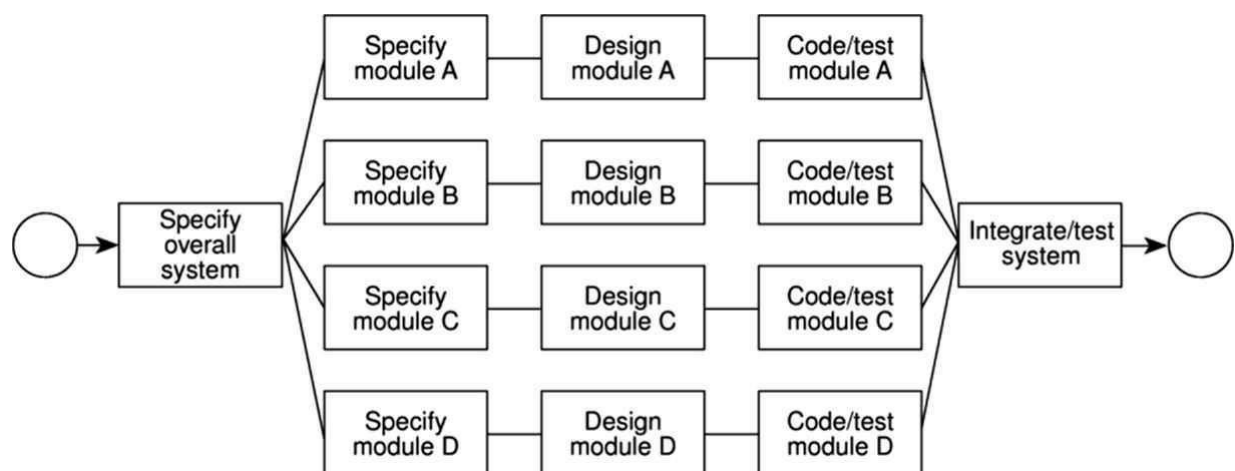 Specify
module A
Design
module A
Code/test
module A
Specify
module B
Design
module B
Code/test
module B
Specify
overall
system
Integrate/test
system
Specify
module C
Design
module C
Code/test
module C
Specify
module D
Design
module D
Code/test
module D